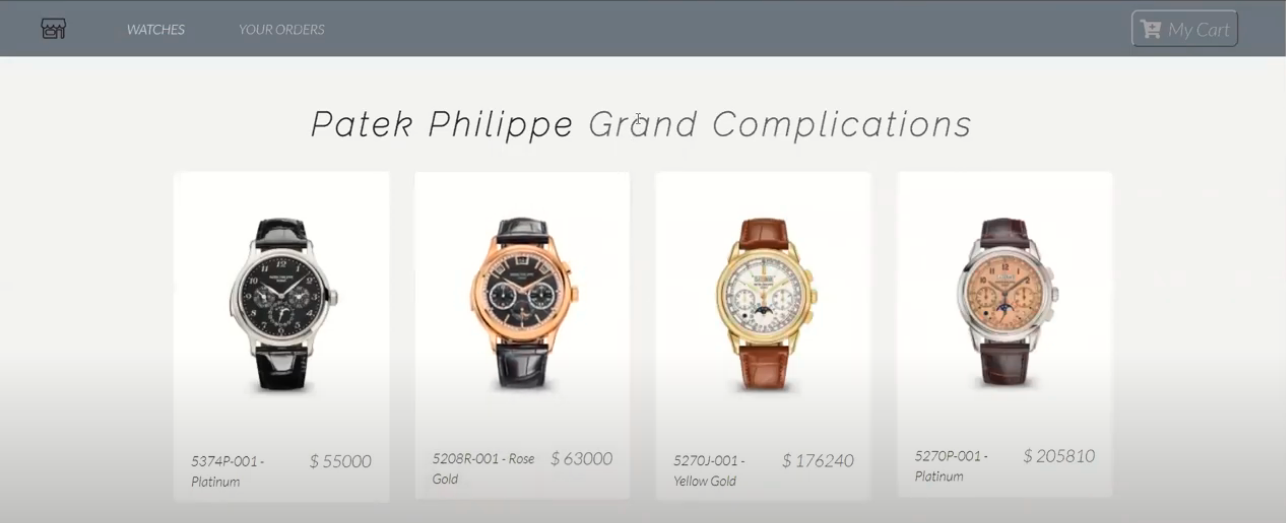 WATCHES YOUR ORDERS My Cart
Patek Philippe Grand Complications
5374P-001 - $ 55000
Platinum
5208R-001 - Rose $ 63000
Gold
5270J-001 - $ 176240
Yellow Gold
5270P-001 - $ 205810
Platinum